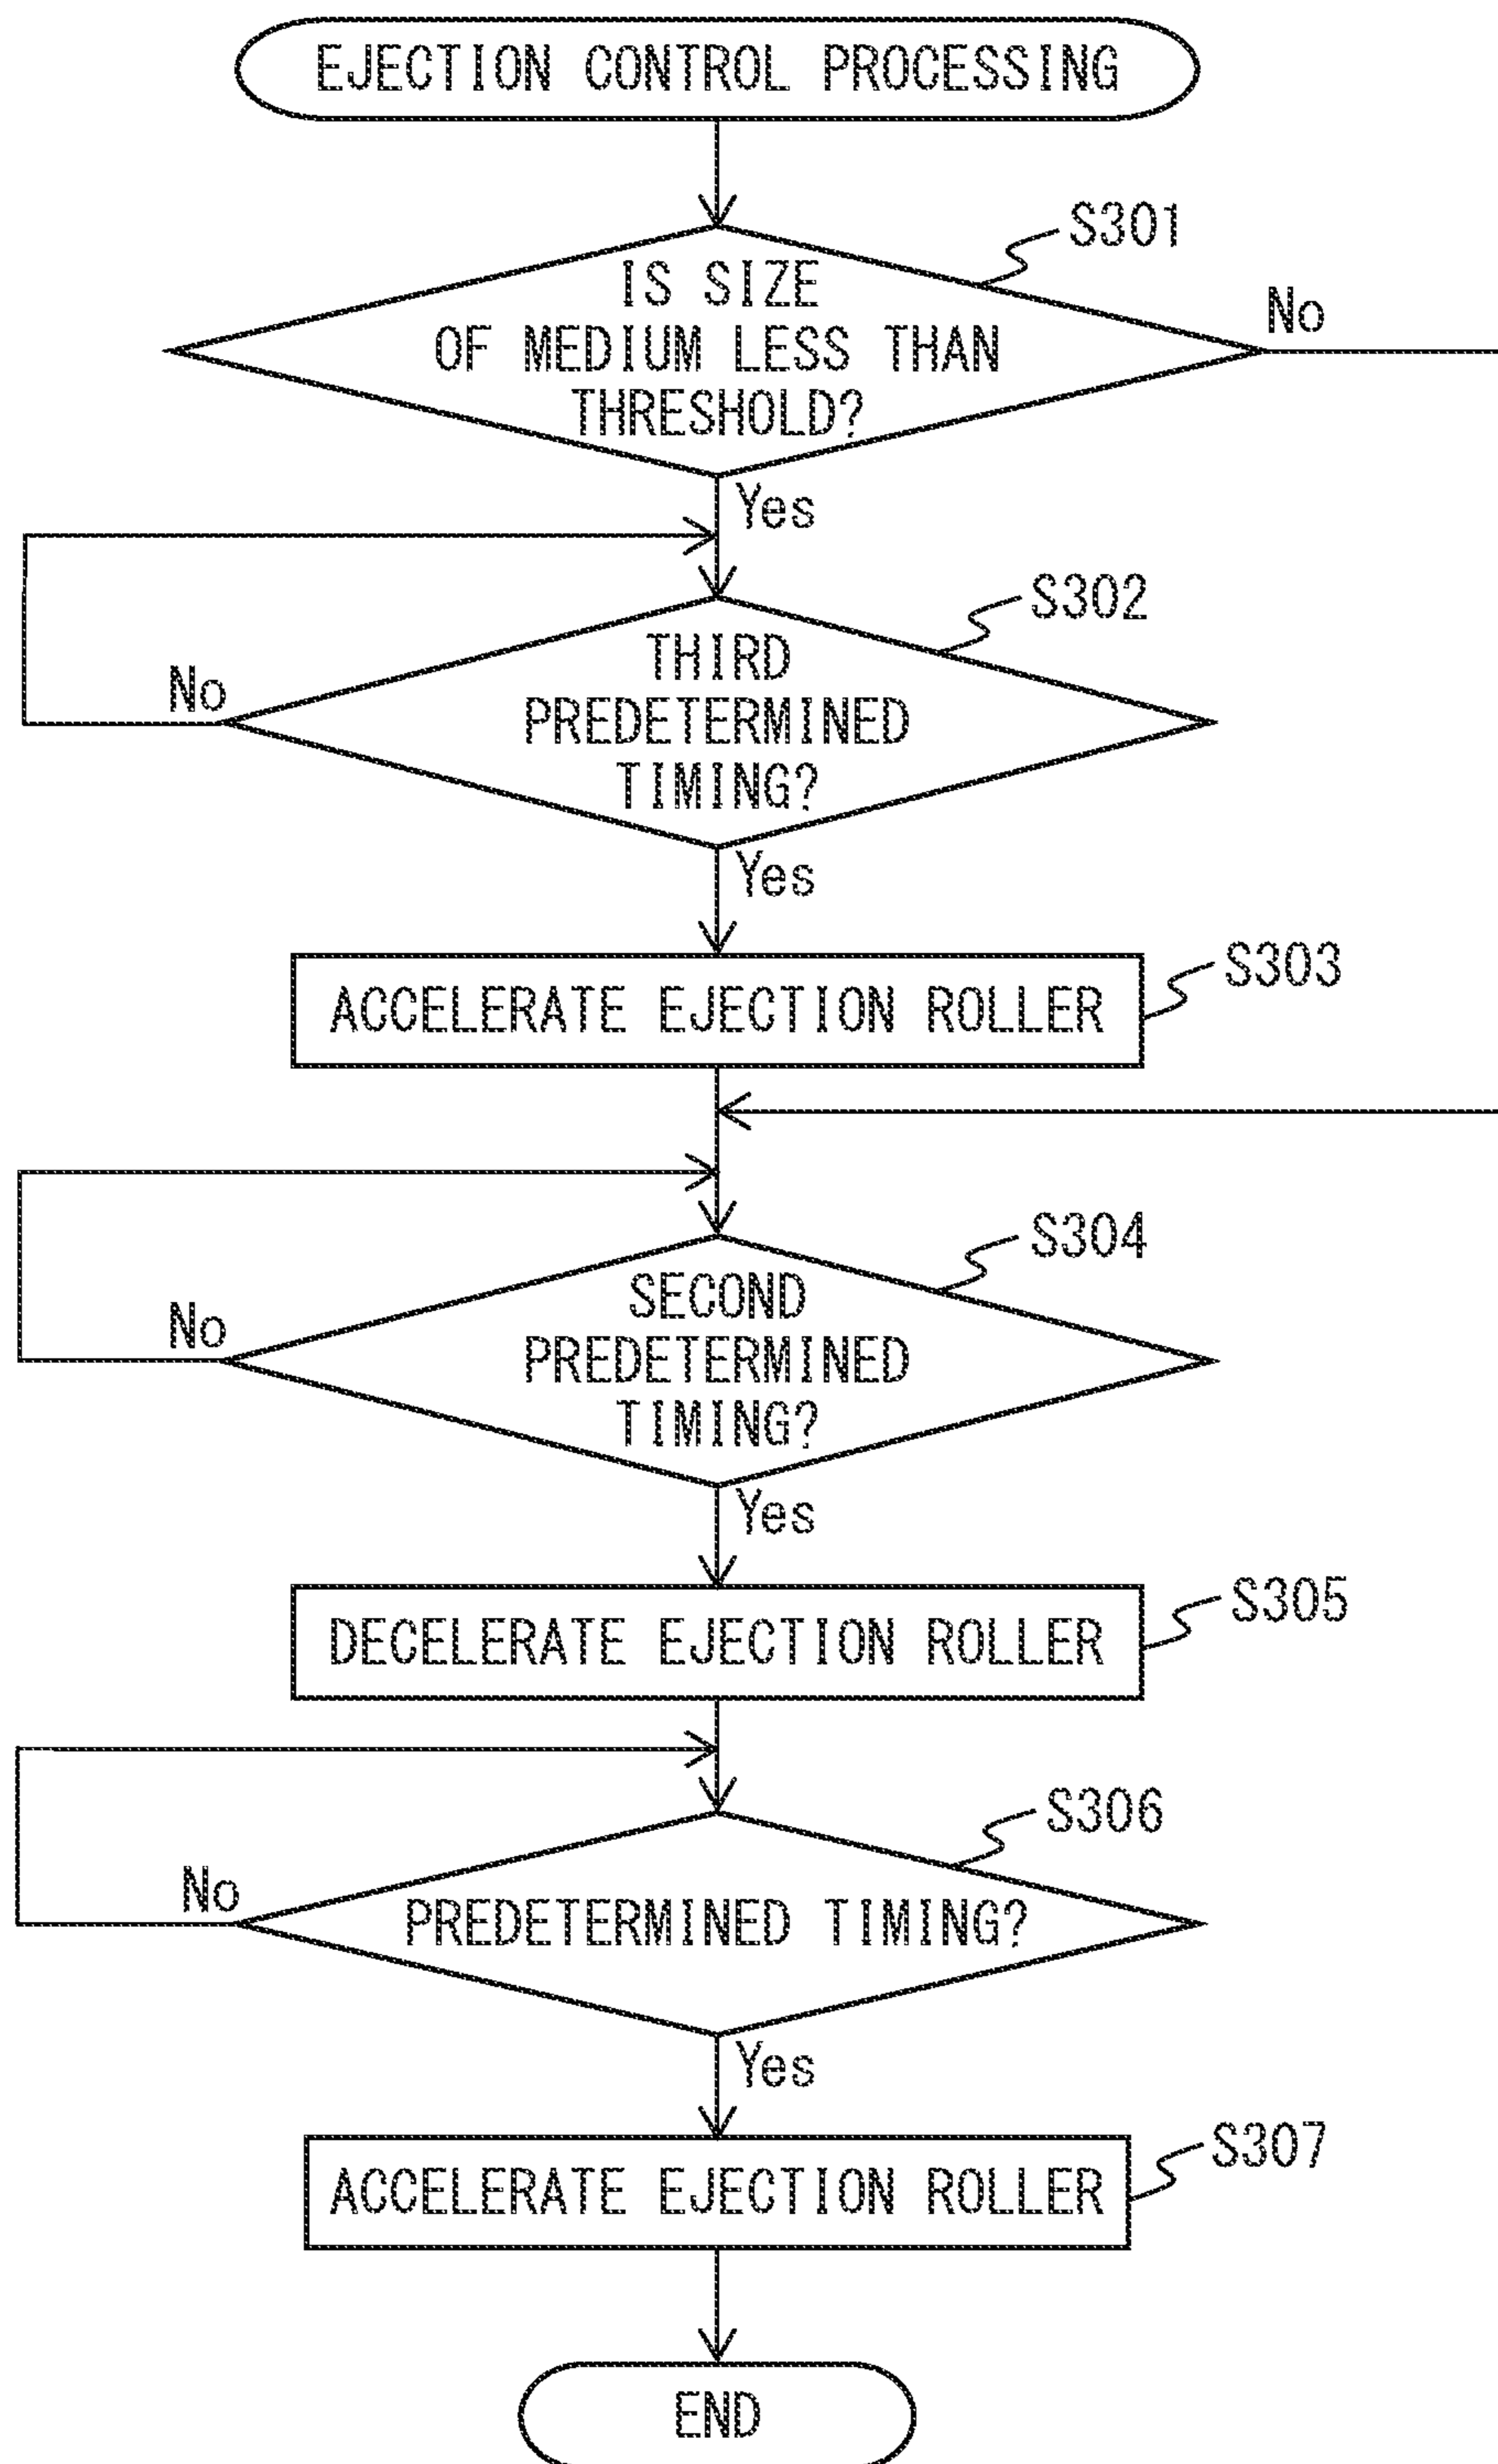 EJECTION CONTROL PROCESSING
S301
IS SIZE
OF MEDIUM LESS THAN
THRESHOLD?
No
Yes
S302
THIRD
PREDETERMINED
TIMING?
No
Yes
S303
ACCELERATE EJECTION ROLLER
S304
SECOND
PREDETERMINED
TIMING?
No
Yes
S305
DECELERATE EJECTION ROLLER
S306
PREDETERMINED TIMING?
No
Yes
S307
ACCELERATE EJECTION ROLLER
END